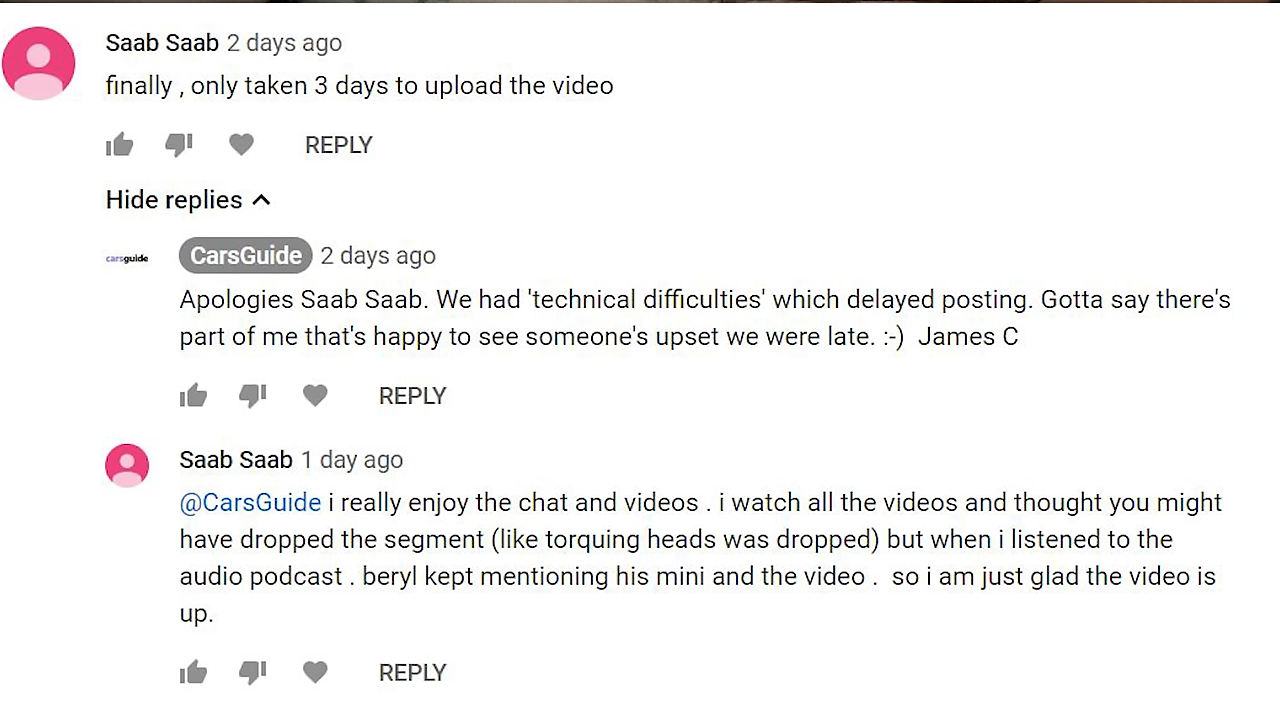 Saab Saab 2 days ago
finally , only taken 3 days to upload the video
REPLY
Hide replies
carsguide CarsGuide 2 days ago
Apologies Saab Saab. We had 'technical difficulties' which delayed posting. Gotta say there's
part of me that's happy to see someone's upset we were late. :-)  James C
REPLY
Saab Saab 1 day ago
@CarsGuide i really enjoy the chat and videos . i watch all the videos and thought you might
have dropped the segment (like torquing heads was dropped) but when i listened to the
audio podcast . beryl kept mentioning his mini and the video .  so i am just glad the video is
up.
REPLY